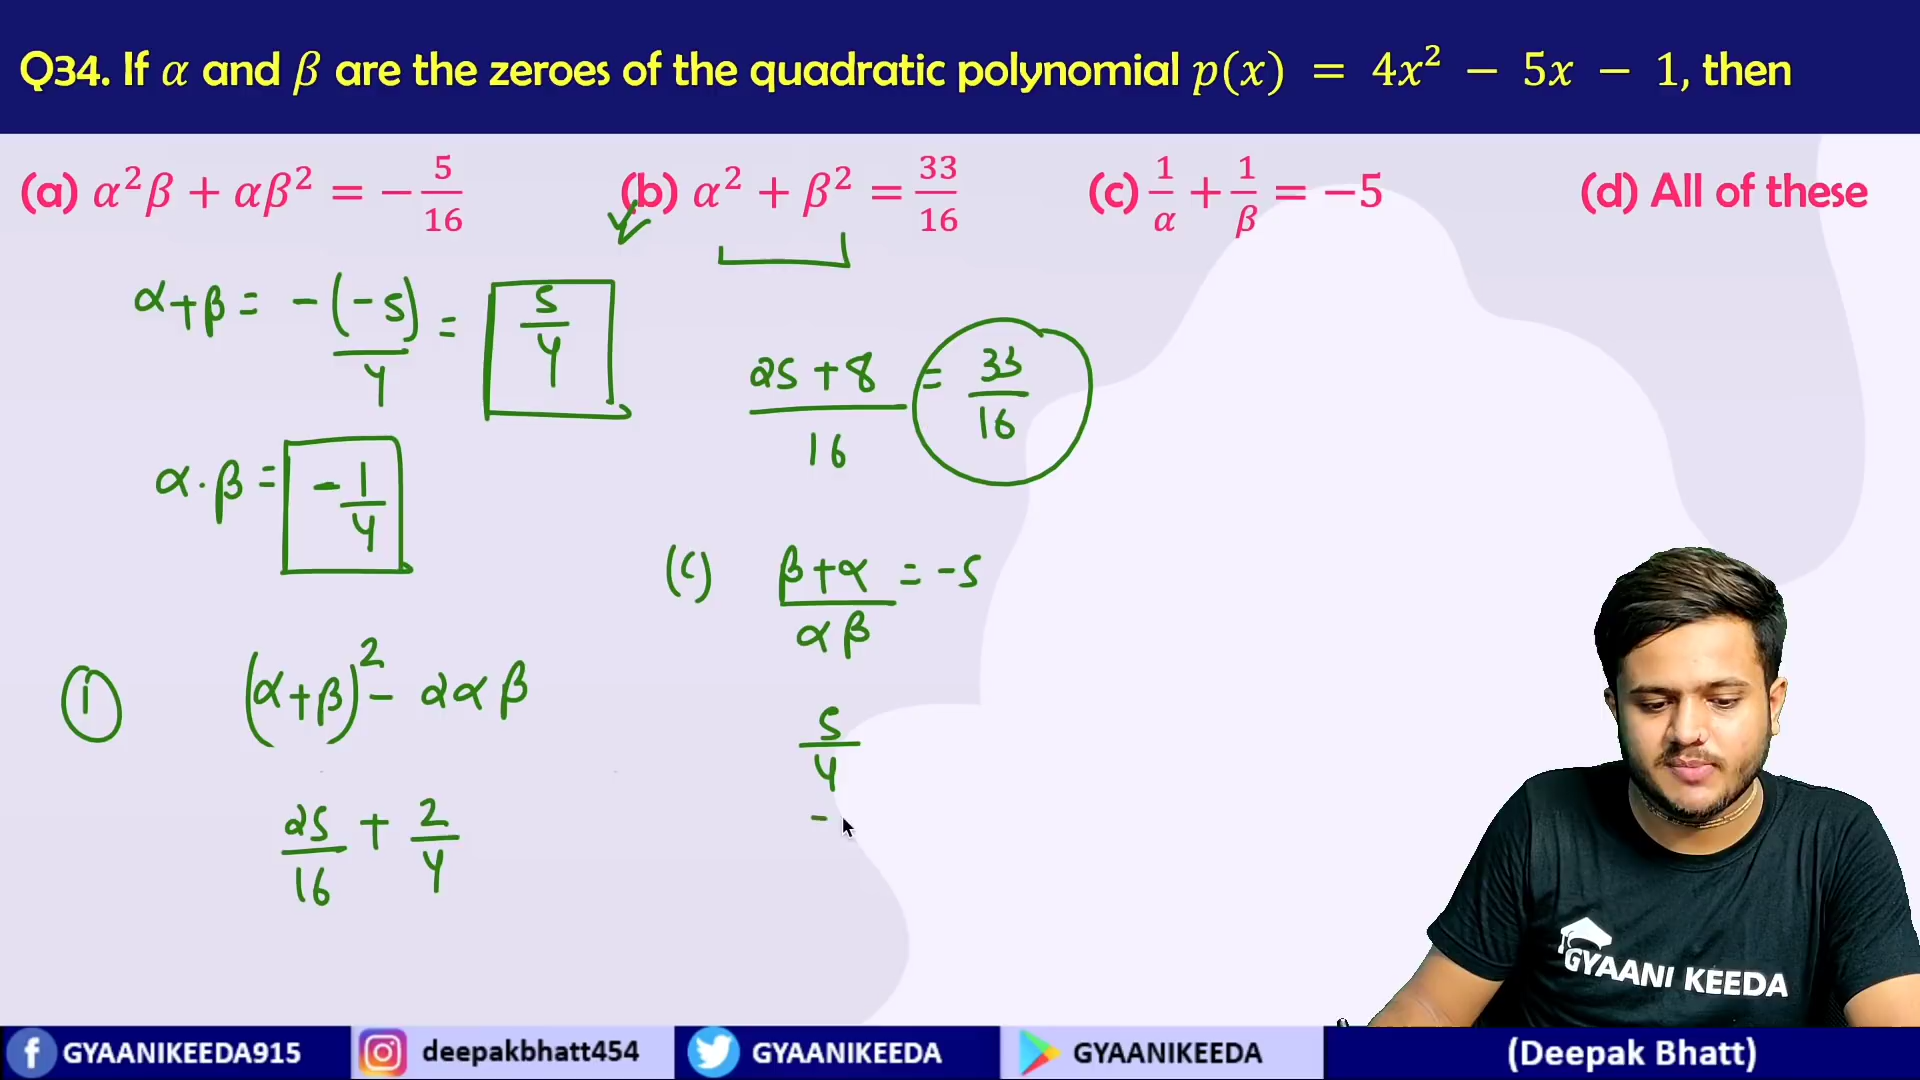 Q34. If α and β are the zeroes of the quadratic polynomial p(x) = 4x² − 5x − 1, then
(a) α²β + αβ² = −5/16 (b) α² + β² = 33/16 (c) 1/α + 1/β = −5 (d) All of these
α+β = -(-5)/4 = 5/4
α·β = -1/4
25+8/16 = 33/16
(c) β+α/αβ = -5
① (α+β)² - 2αβ
5/4
-
25/16 + 2/4
GYAANI KEEDA
GYAANIKEEDA915 deepakbhatt454 GYAANIKEEDA GYAANIKEEDA (Deepak Bhatt)